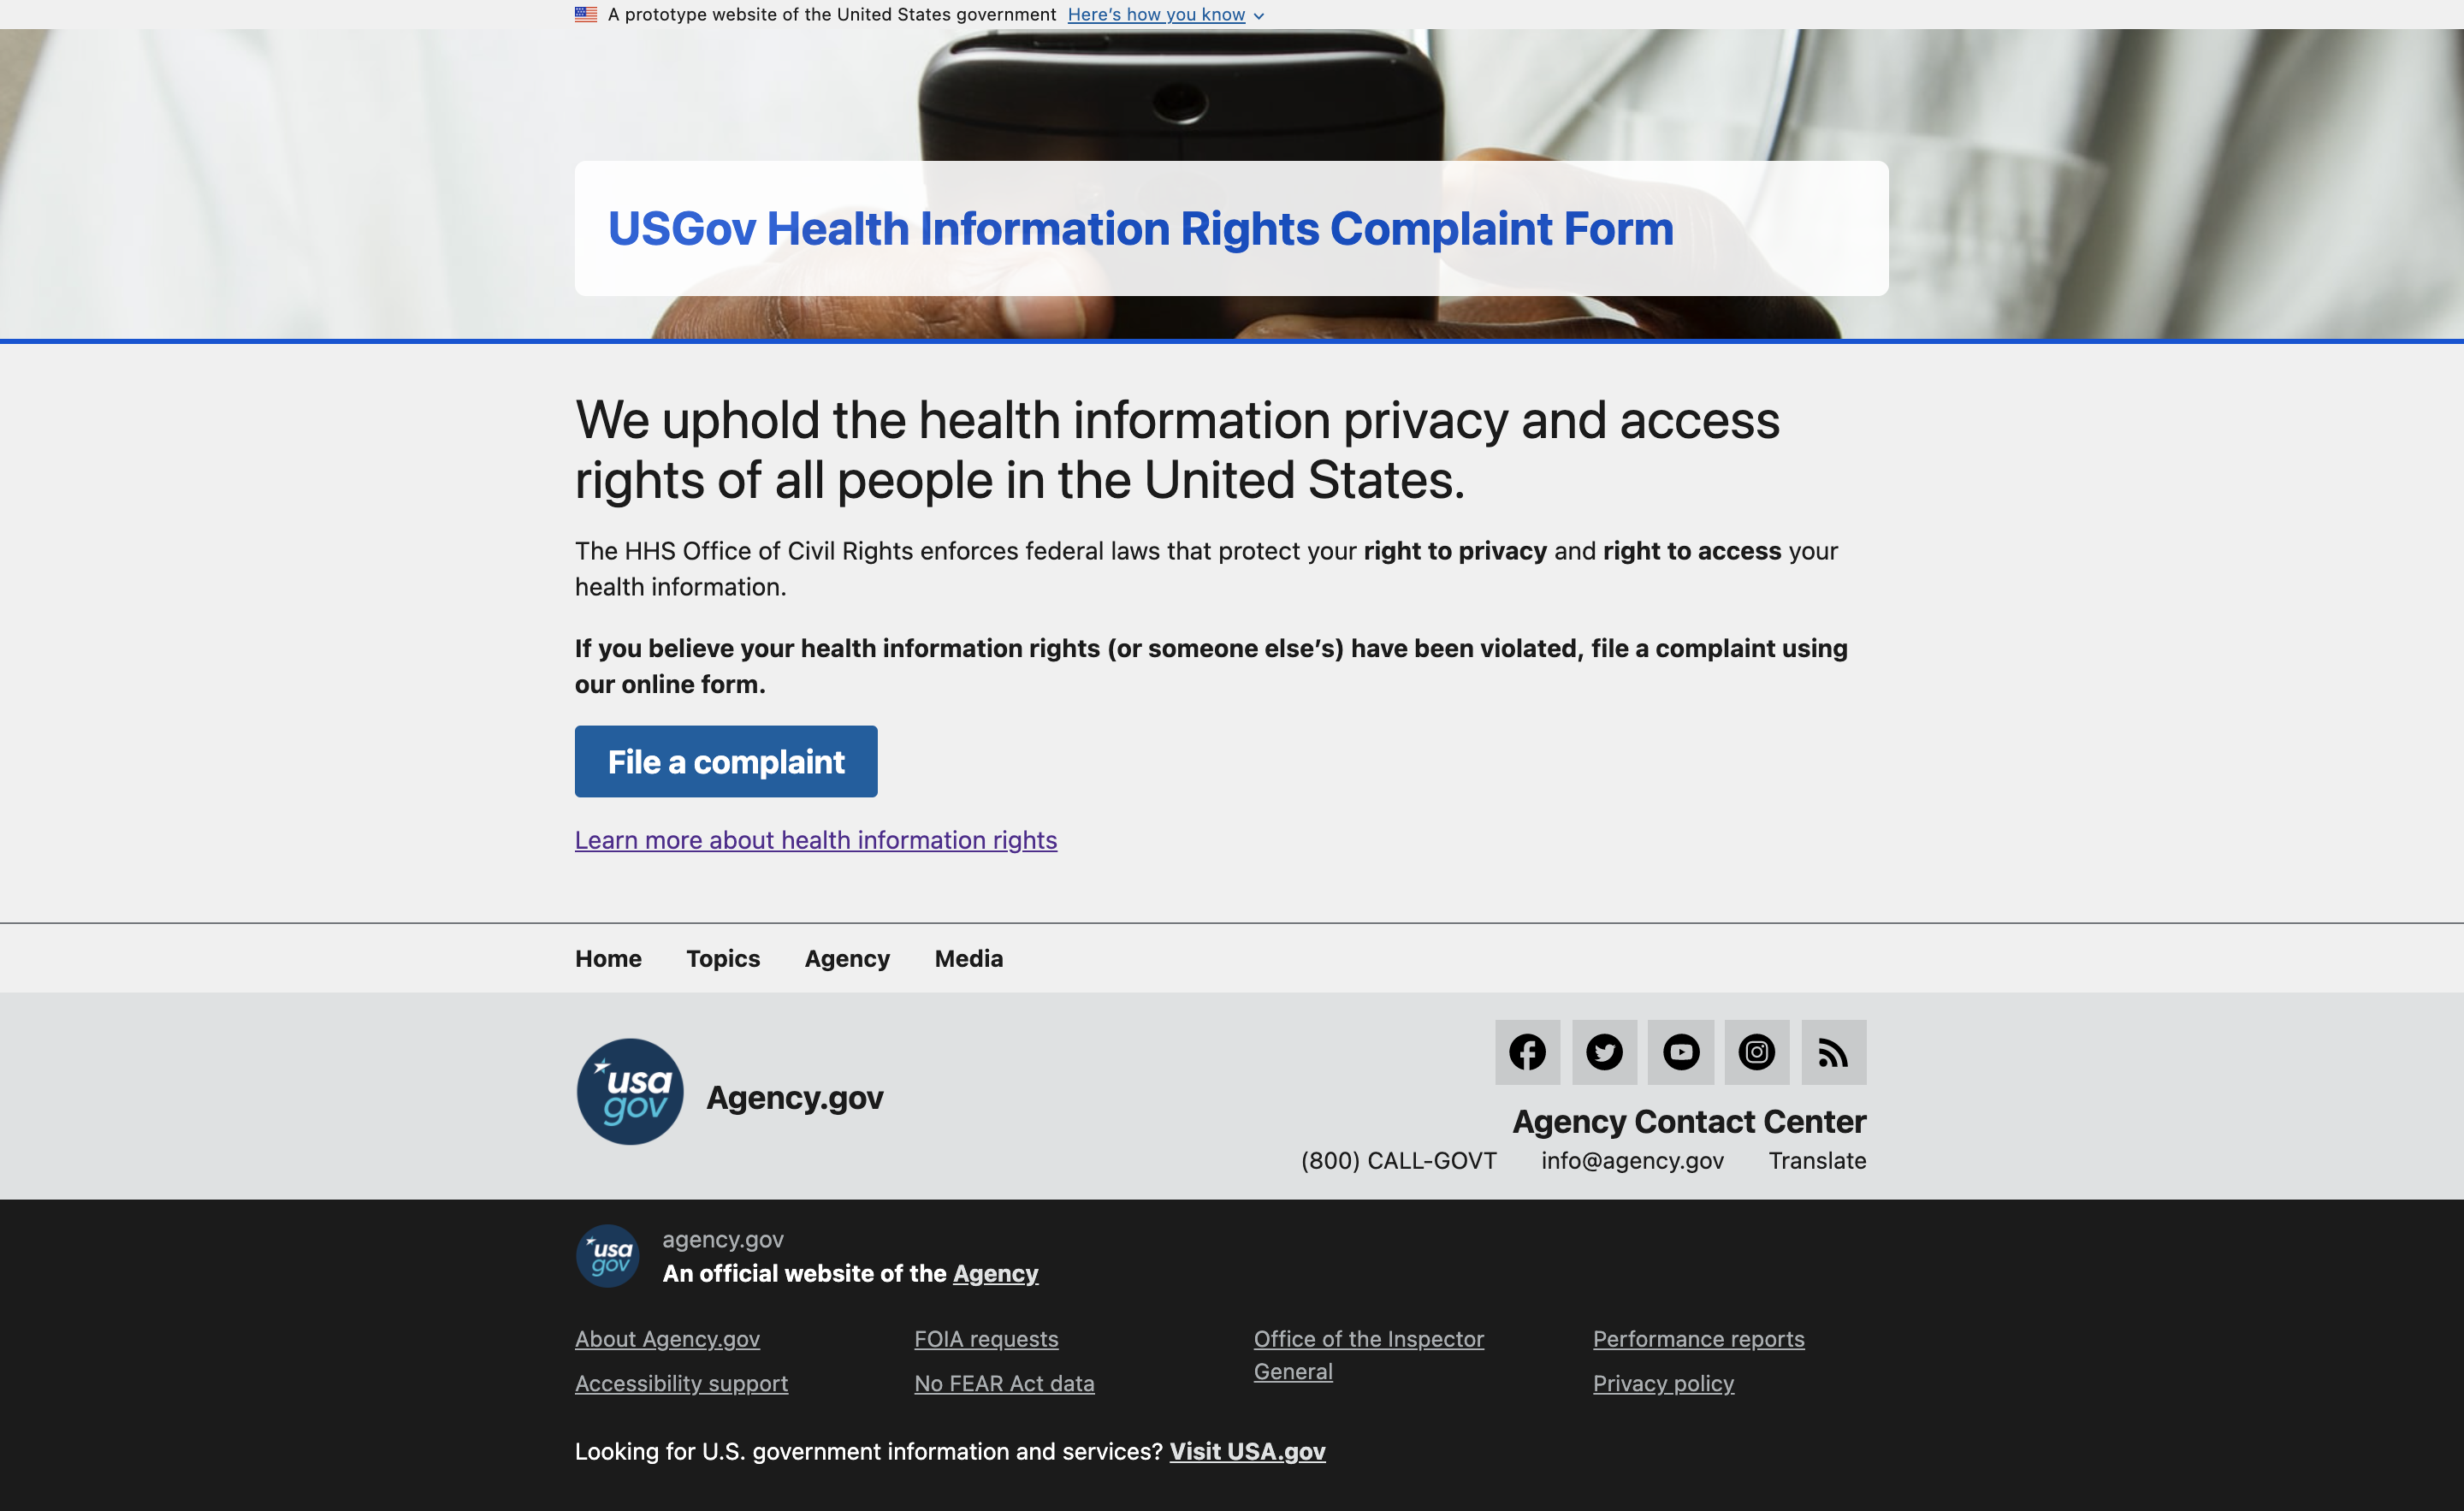 A prototype website of the United States government Here's how you know
USGov Health Information Rights Complaint Form
We uphold the health information privacy and access
rights of all people in the United States.
The HHS Office of Civil Rights enforces federal laws that protect your right to privacy and right to access your
health information.
If you believe your health information rights (or someone else’s) have been violated, file a complaint using
our online form.
File a complaint
Learn more about health information rights
Home Topics Agency Media
usa
gov
Agency.gov
Agency Contact Center
(800) CALL-GOVT info@agency.gov Translate
usa
gov
agency.gov
An official website of the Agency
About Agency.gov
Accessibility support
FOIA requests
No FEAR Act data
Office of the Inspector
General
Performance reports
Privacy policy
Looking for U.S. government information and services? Visit USA.gov